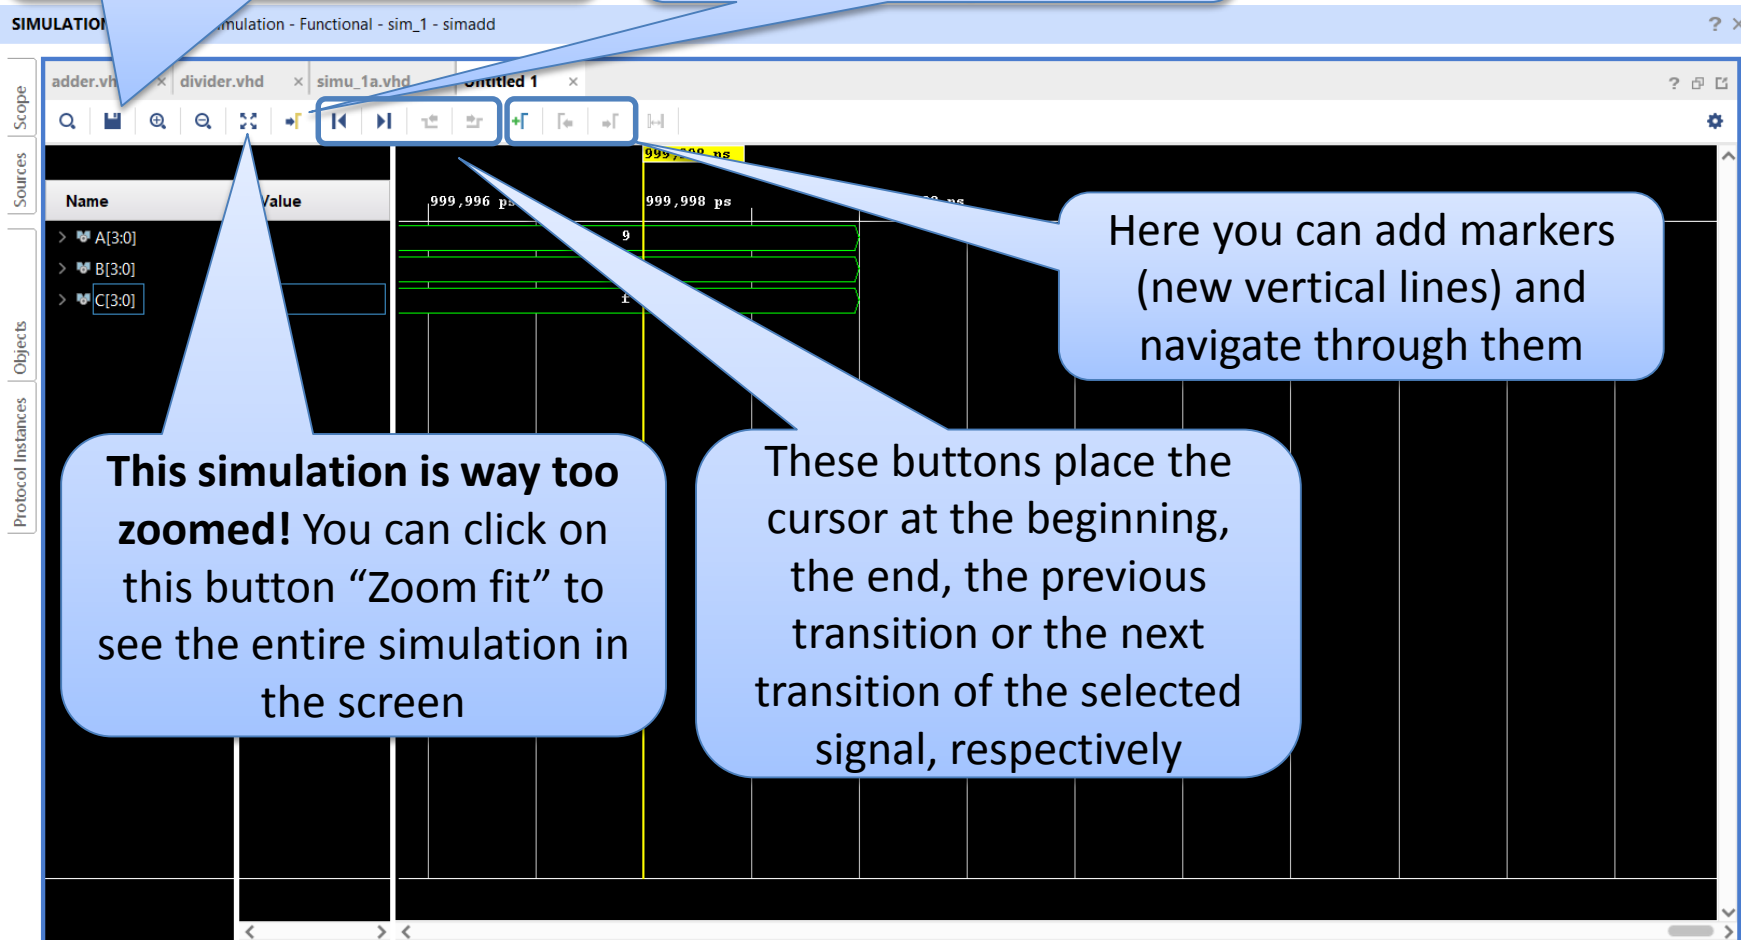 SIMULATION
mulation - Functional - sim_1 - simadd
adder.vh
divider.vhd
simu_1a.vhd
Untitled 1
Scope
Sources
Objects
Protocol Instances
999,998 ps
Name
Value
999,996 ps
999,998 ps
ps
A[3:0]
9
B[3:0]
C[3:0]
f
Here you can add markers
(new vertical lines) and
navigate through them
This simulation is way too
zoomed! You can click on
this button “Zoom fit” to
see the entire simulation in
the screen
These buttons place the
cursor at the beginning,
the end, the previous
transition or the next
transition of the selected
signal, respectively